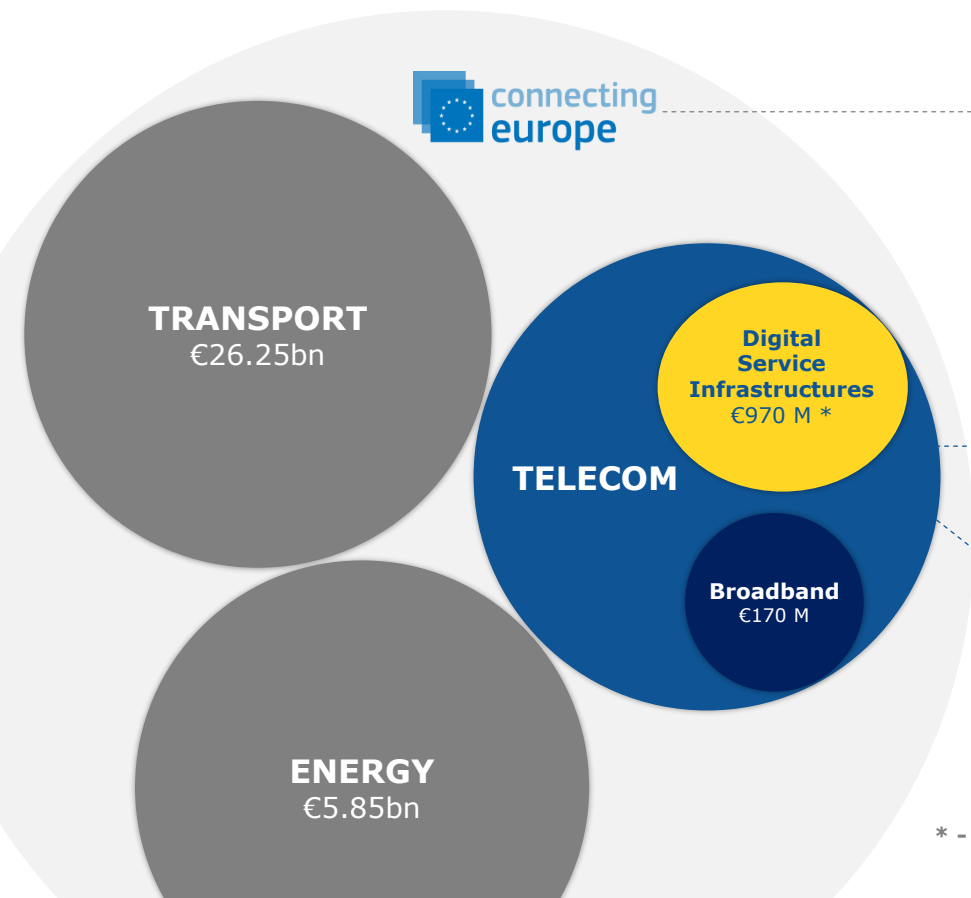 connecting
europe
TRANSPORT
€26.25bn
Digital
Service
Infrastructures
€970 M *
TELECOM
Broadband
€170 M
ENERGY
€5.85bn
* -